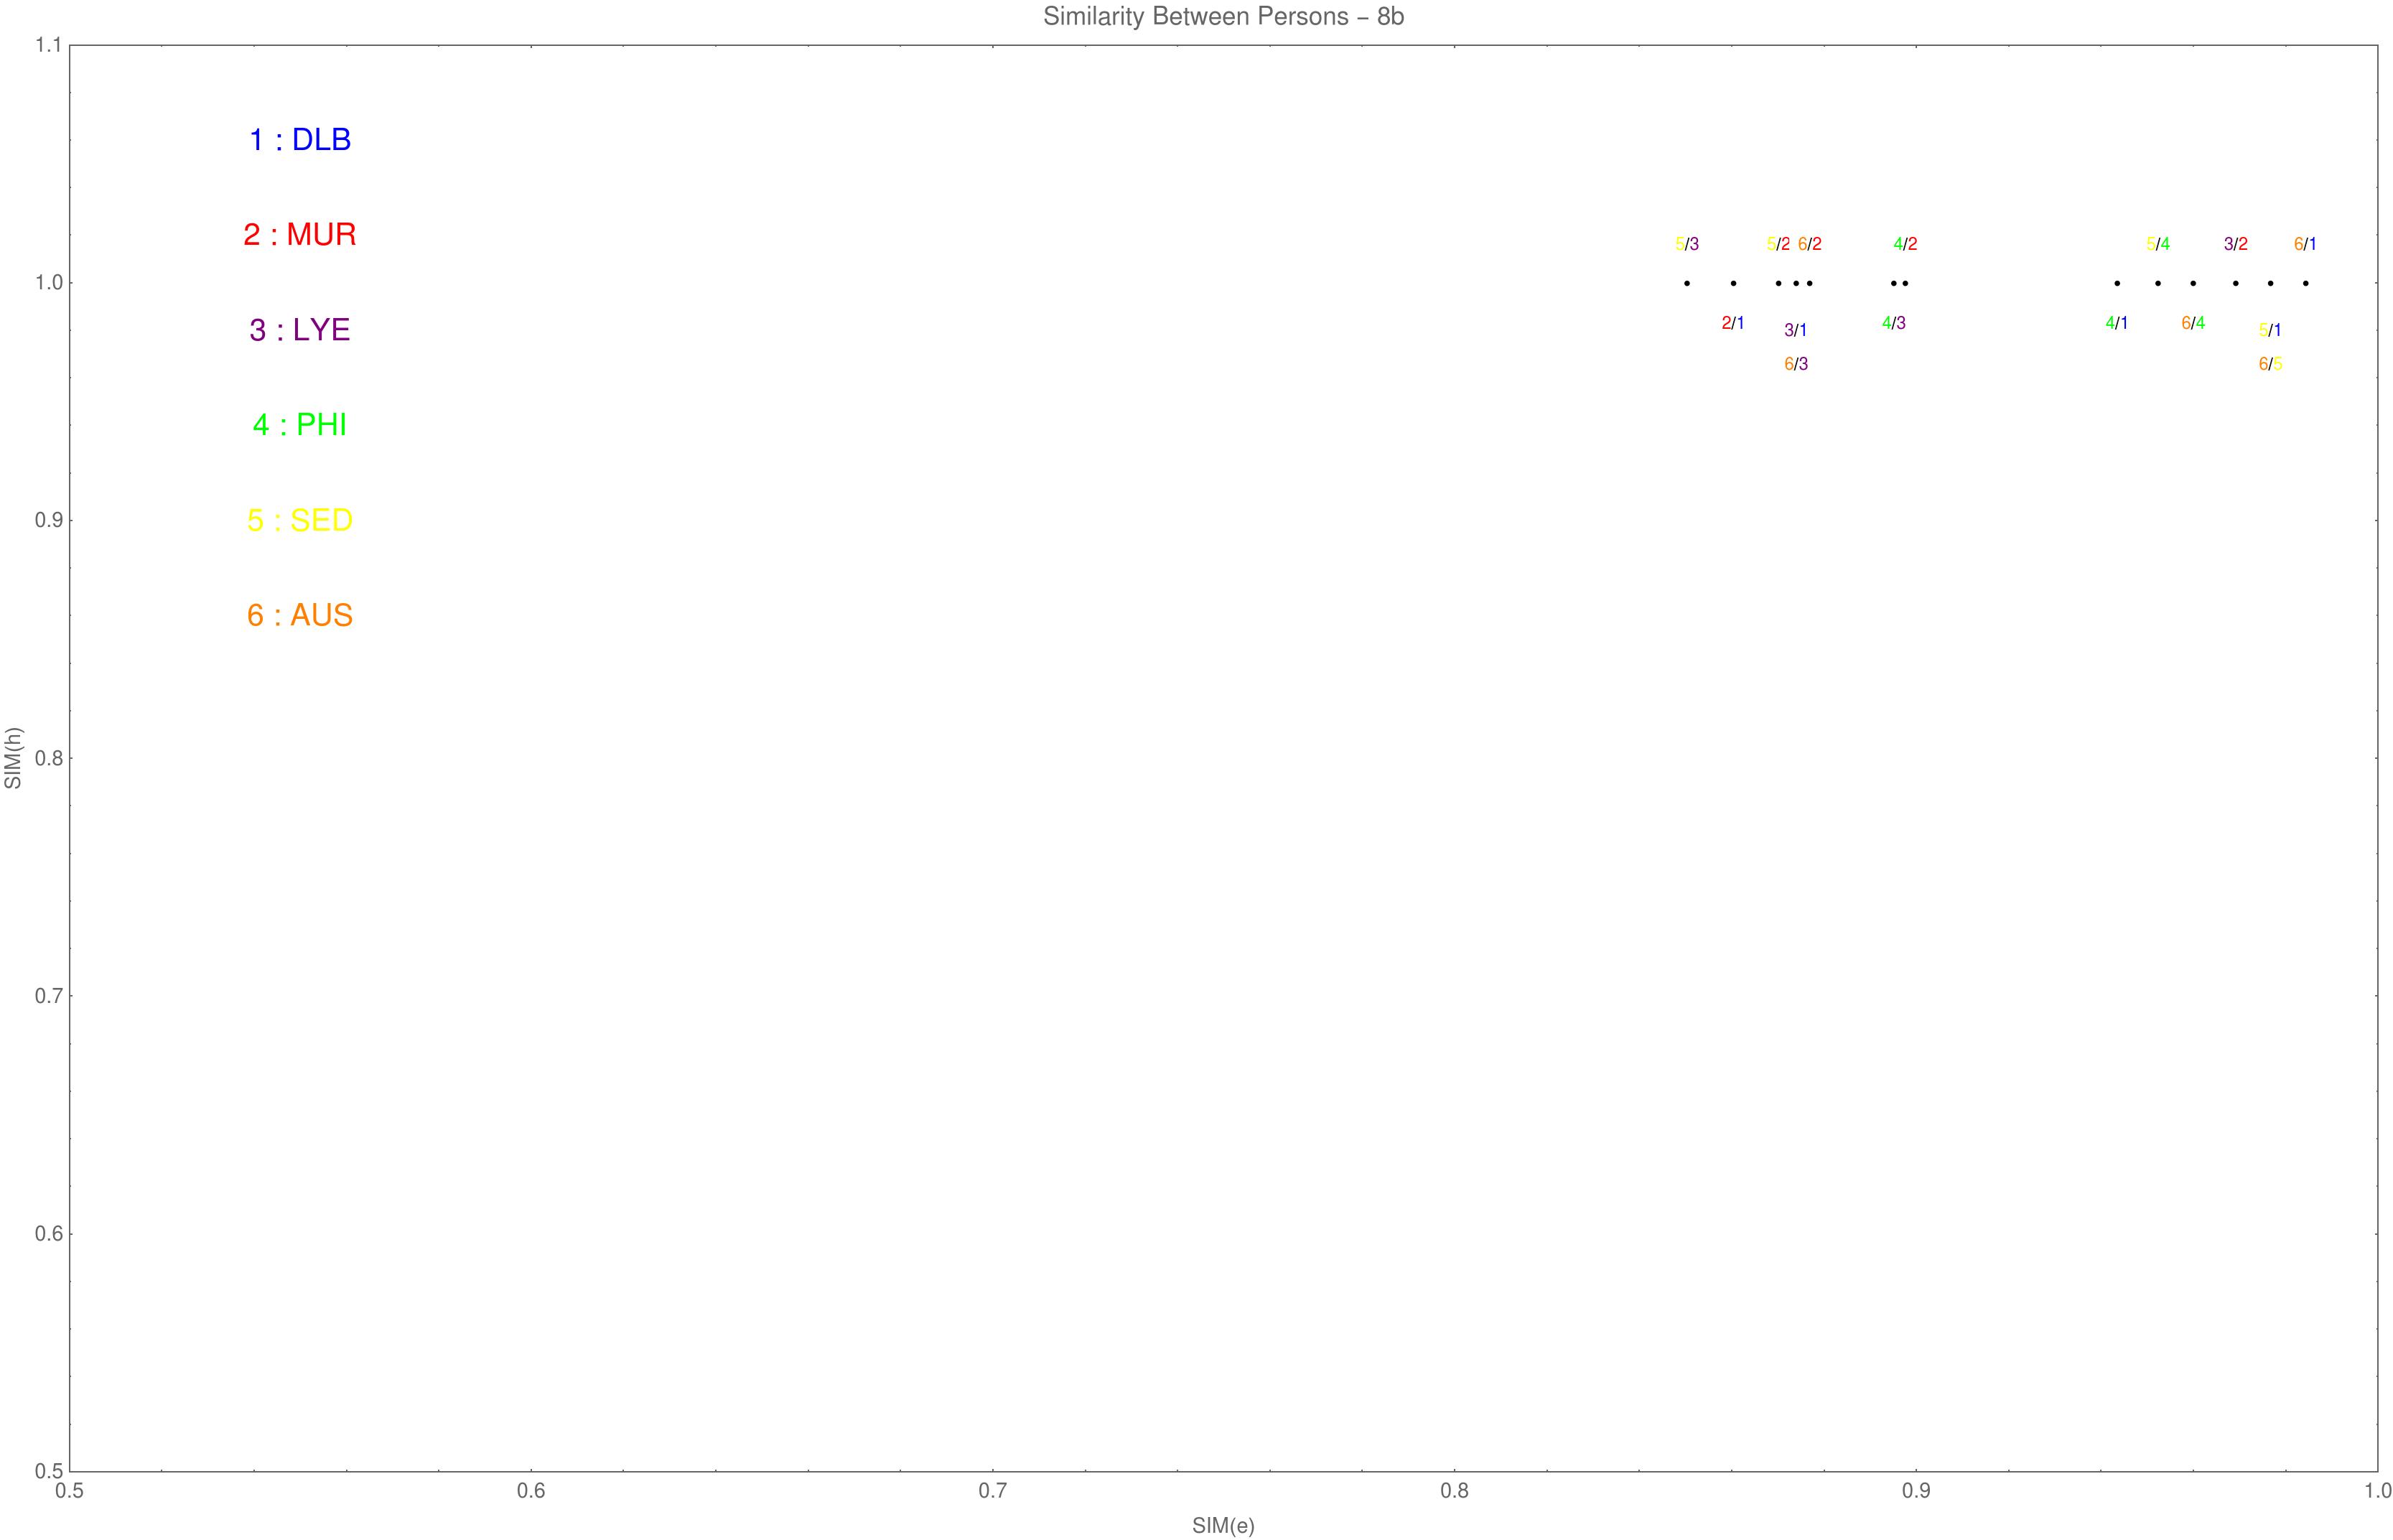 Similarity Between Persons – 8b
1.1
1 : DLB
2 : MUR
5/3 5/2 6/2 4/2 5/4 3/2 6/1
1.0
2/1 3/1 4/3 4/1 6/4 5/1
3 : LYE
6/3 6/5
4 : PHI
0.9
5 : SED
6 : AUS
0.8
SIM(h)
0.7
0.6
0.5
0.5 0.6 0.7 0.8 0.9 1.0
SIM(e)